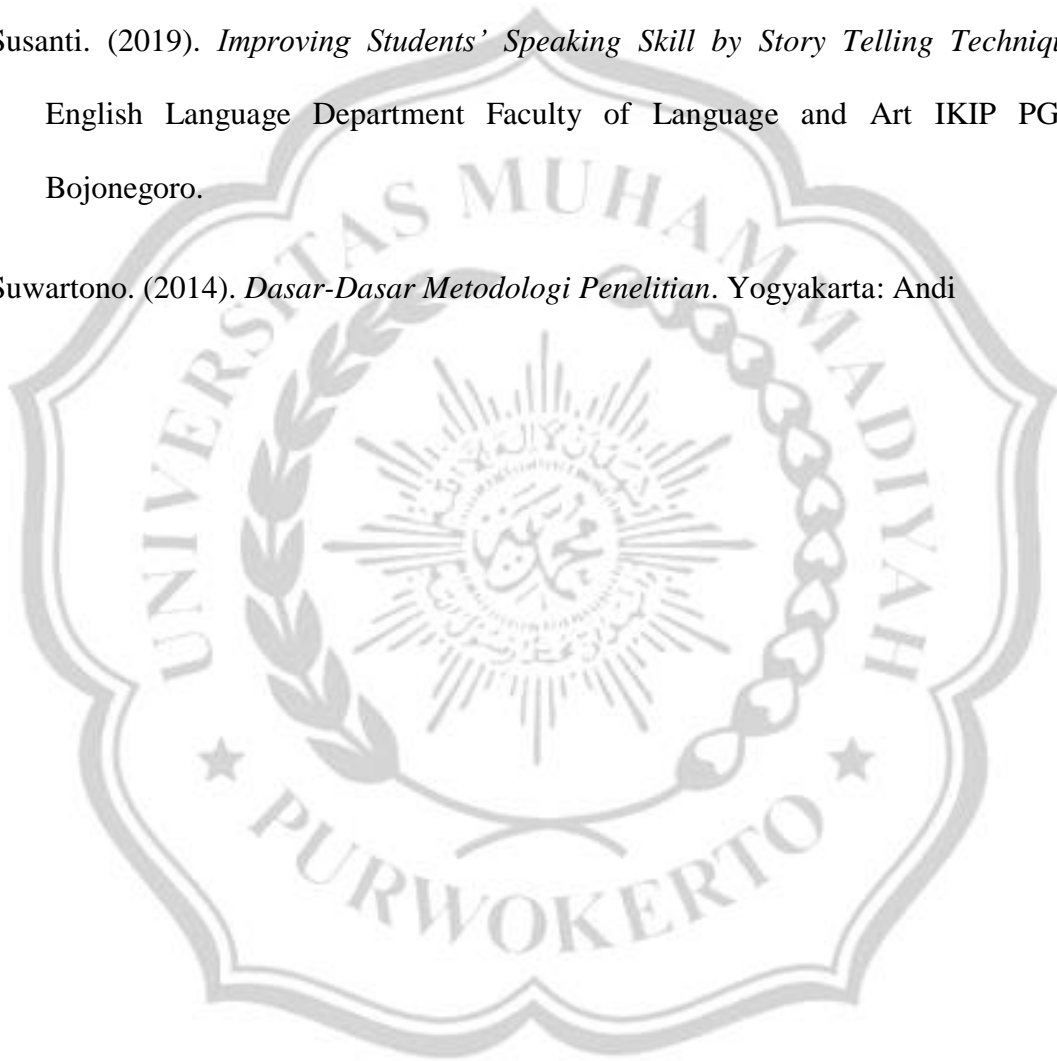 Susanti. (2019). Improving Students’ Speaking Skill by Story Telling Techniqu
English Language Department Faculty of Language and Art IKIP PG
Bojonegoro.
Suwartono. (2014). Dasar-Dasar Metodologi Penelitian. Yogyakarta: Andi
UNIVERSITAS MUHAMMADIYAH
PURWOKERTO